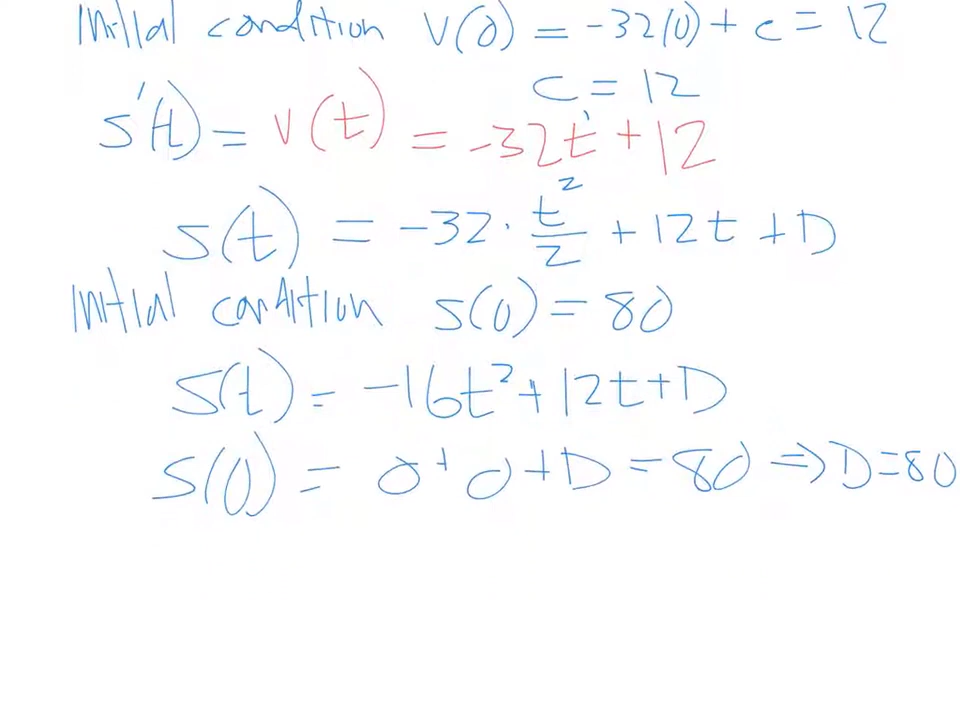 Initial condition v(0) = -32(0) + c = 12
c = 12
s'(t) = v(t) = -32t¹ + 12
s(t) = -32 · t²/2 + 12t + D
Initial condition s(0) = 80
s(t) = -16t² + 12t + D
s(0) = 0 + 0 + D = 80 ⇒ D = 80